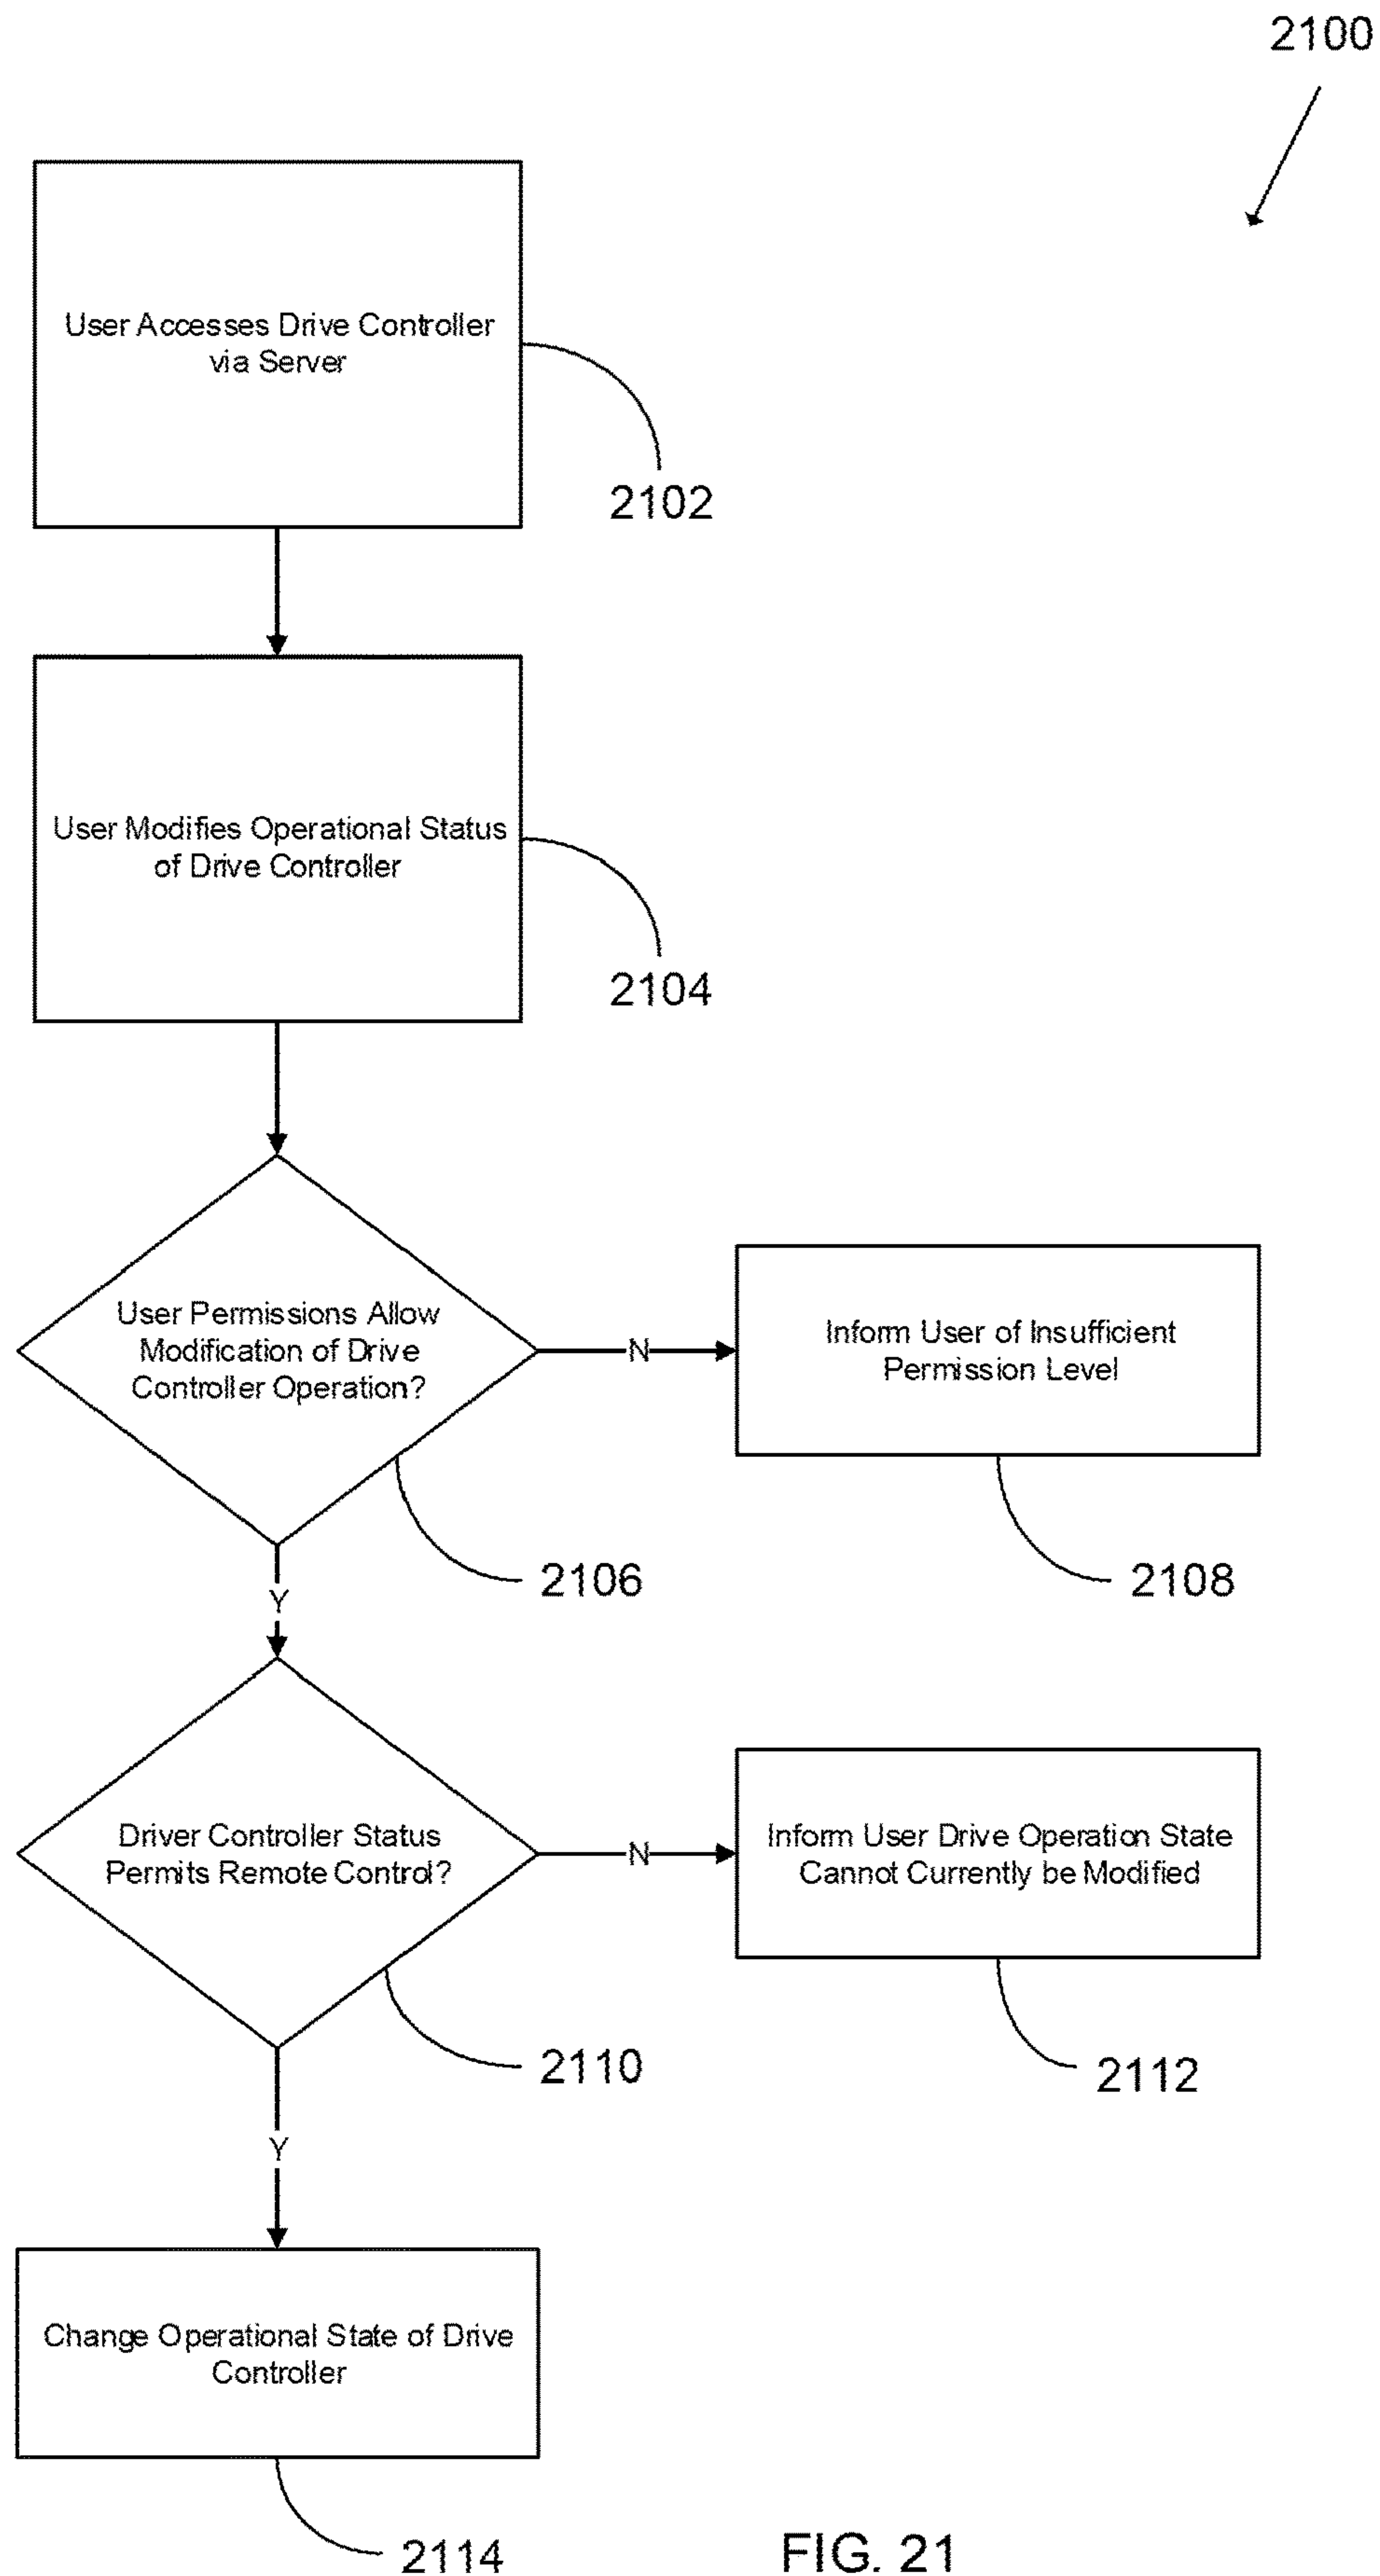 2100
User Accesses Drive Controller
via Server
2102
User Modifies Operational Status
of Drive Controller
2104
User Permissions Allow
Modification of Drive
Controller Operation?
N
Inform User of Insufficient
Permission Level
2106
2108
Y
Driver Controller Status
Permits Remote Control?
N
Inform User Drive Operation State
Cannot Currently be Modified
2110
2112
Y
Change Operational State of Drive
Controller
2114
FIG. 21